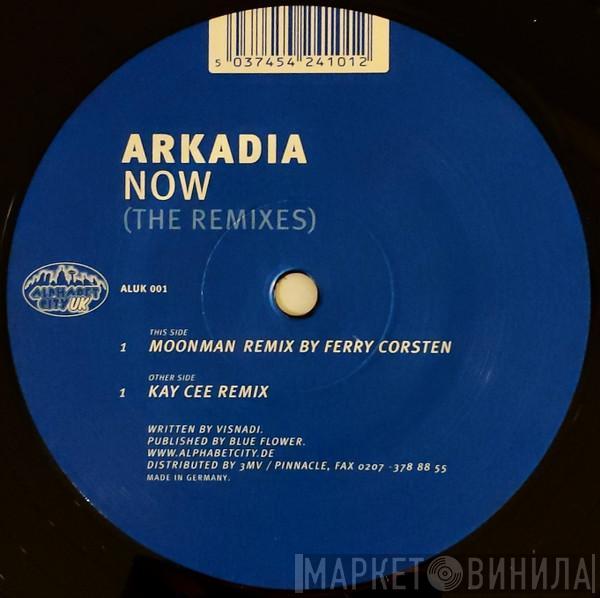 5 037454 241012
ARKADIA
NOW
(THE REMIXES)
ALPHABET
CITY UK
ALUK 001
THIS SIDE
1 MOONMAN REMIX BY FERRY CORSTEN
OTHER SIDE
1 KAY CEE REMIX
WRITTEN BY VISNADI.
PUBLISHED BY BLUE FLOWER.
WWW.ALPHABETCITY.DE
DISTRIBUTED BY 3MV / PINNACLE, FAX 0207 -378 88 55
MADE IN GERMANY.
МАРКЕТ ВИНИЛА